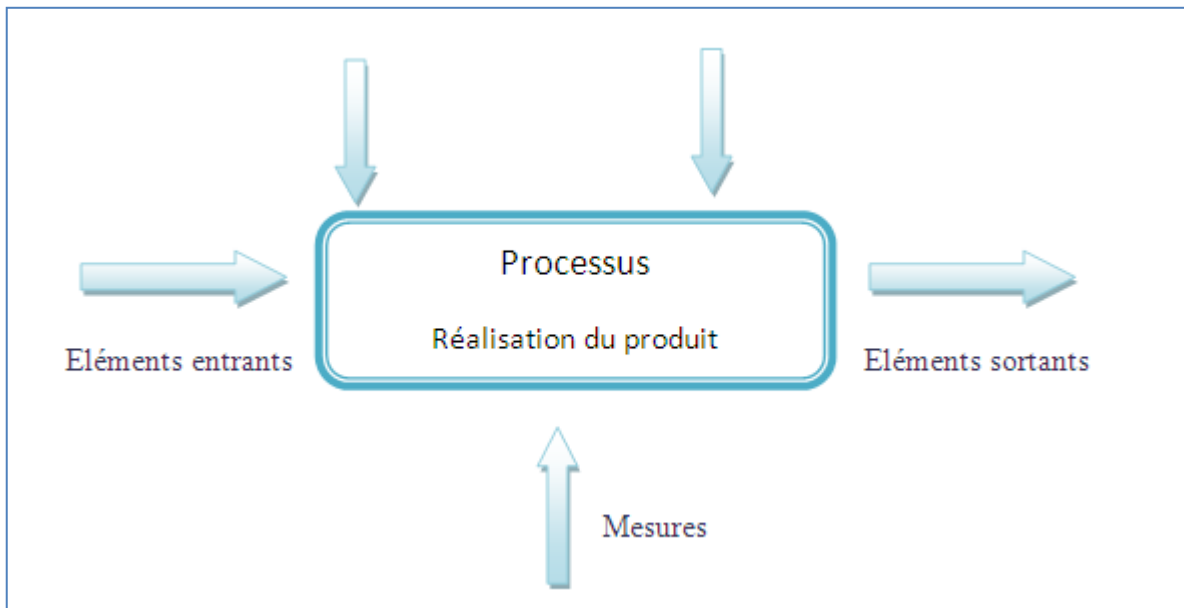 Processus
Réalisation du produit
Eléments entrants
Eléments sortants
Mesures